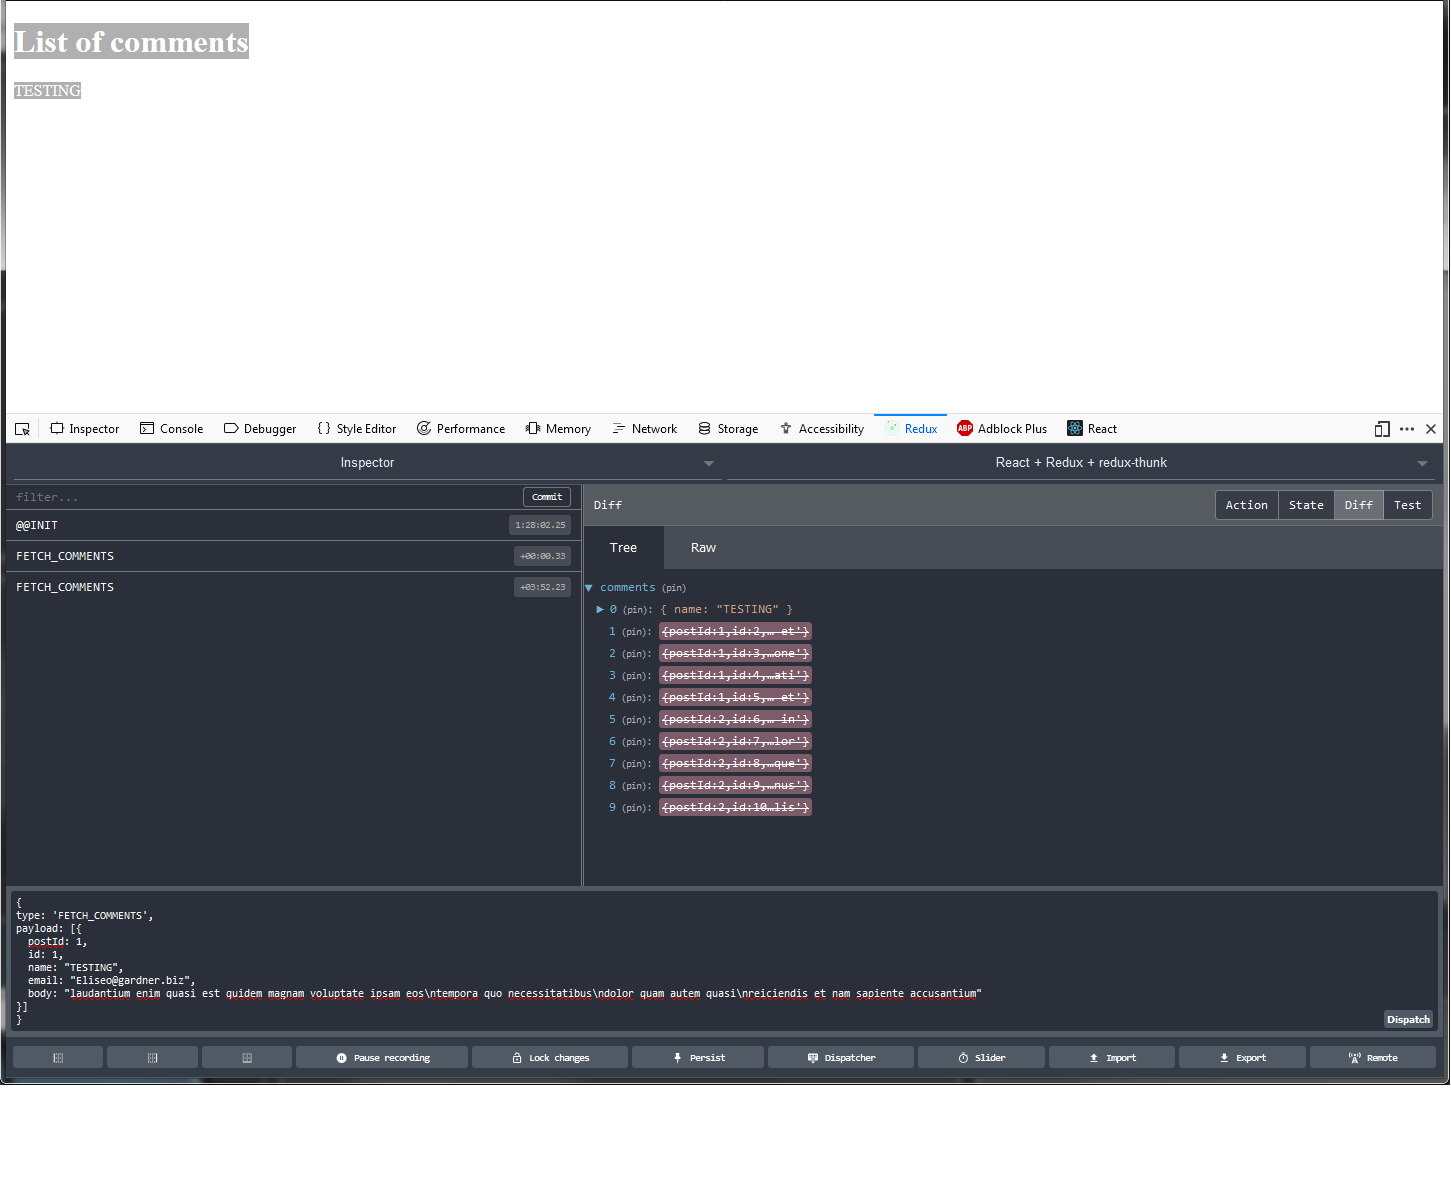 List of comments
TESTING
Inspector Console Debugger {} Style Editor Performance Memory Network Storage Accessibility Redux ABP Adblock Plus React
Inspector React + Redux + redux-thunk
filter... Commit Diff Action State Diff Test
@@INIT 1:28:02.25
Tree Raw
FETCH_COMMENTS +00:00.33
FETCH_COMMENTS +03:52.23
comments (pin)
0 (pin): { name: "TESTING" }
1 (pin): {postId:1,id:2,… et'}
2 (pin): {postId:1,id:3,…one'}
3 (pin): {postId:1,id:4,…ati'}
4 (pin): {postId:1,id:5,… et'}
5 (pin): {postId:2,id:6,… in'}
6 (pin): {postId:2,id:7,…lor'}
7 (pin): {postId:2,id:8,…que'}
8 (pin): {postId:2,id:9,…nus'}
9 (pin): {postId:2,id:10…lis'}
{
type: 'FETCH_COMMENTS',
payload: [{
postId: 1,
id: 1,
name: "TESTING",
email: "Eliseo@gardner.biz",
body: "laudantium enim quasi est quidem magnam voluptate ipsam eos\ntempora quo necessitatibus\ndolor quam autem quasi\nreiciendis et nam sapiente accusantium"
}]
}
Dispatch
Pause recording Lock changes Persist Dispatcher Slider Import Export Remote